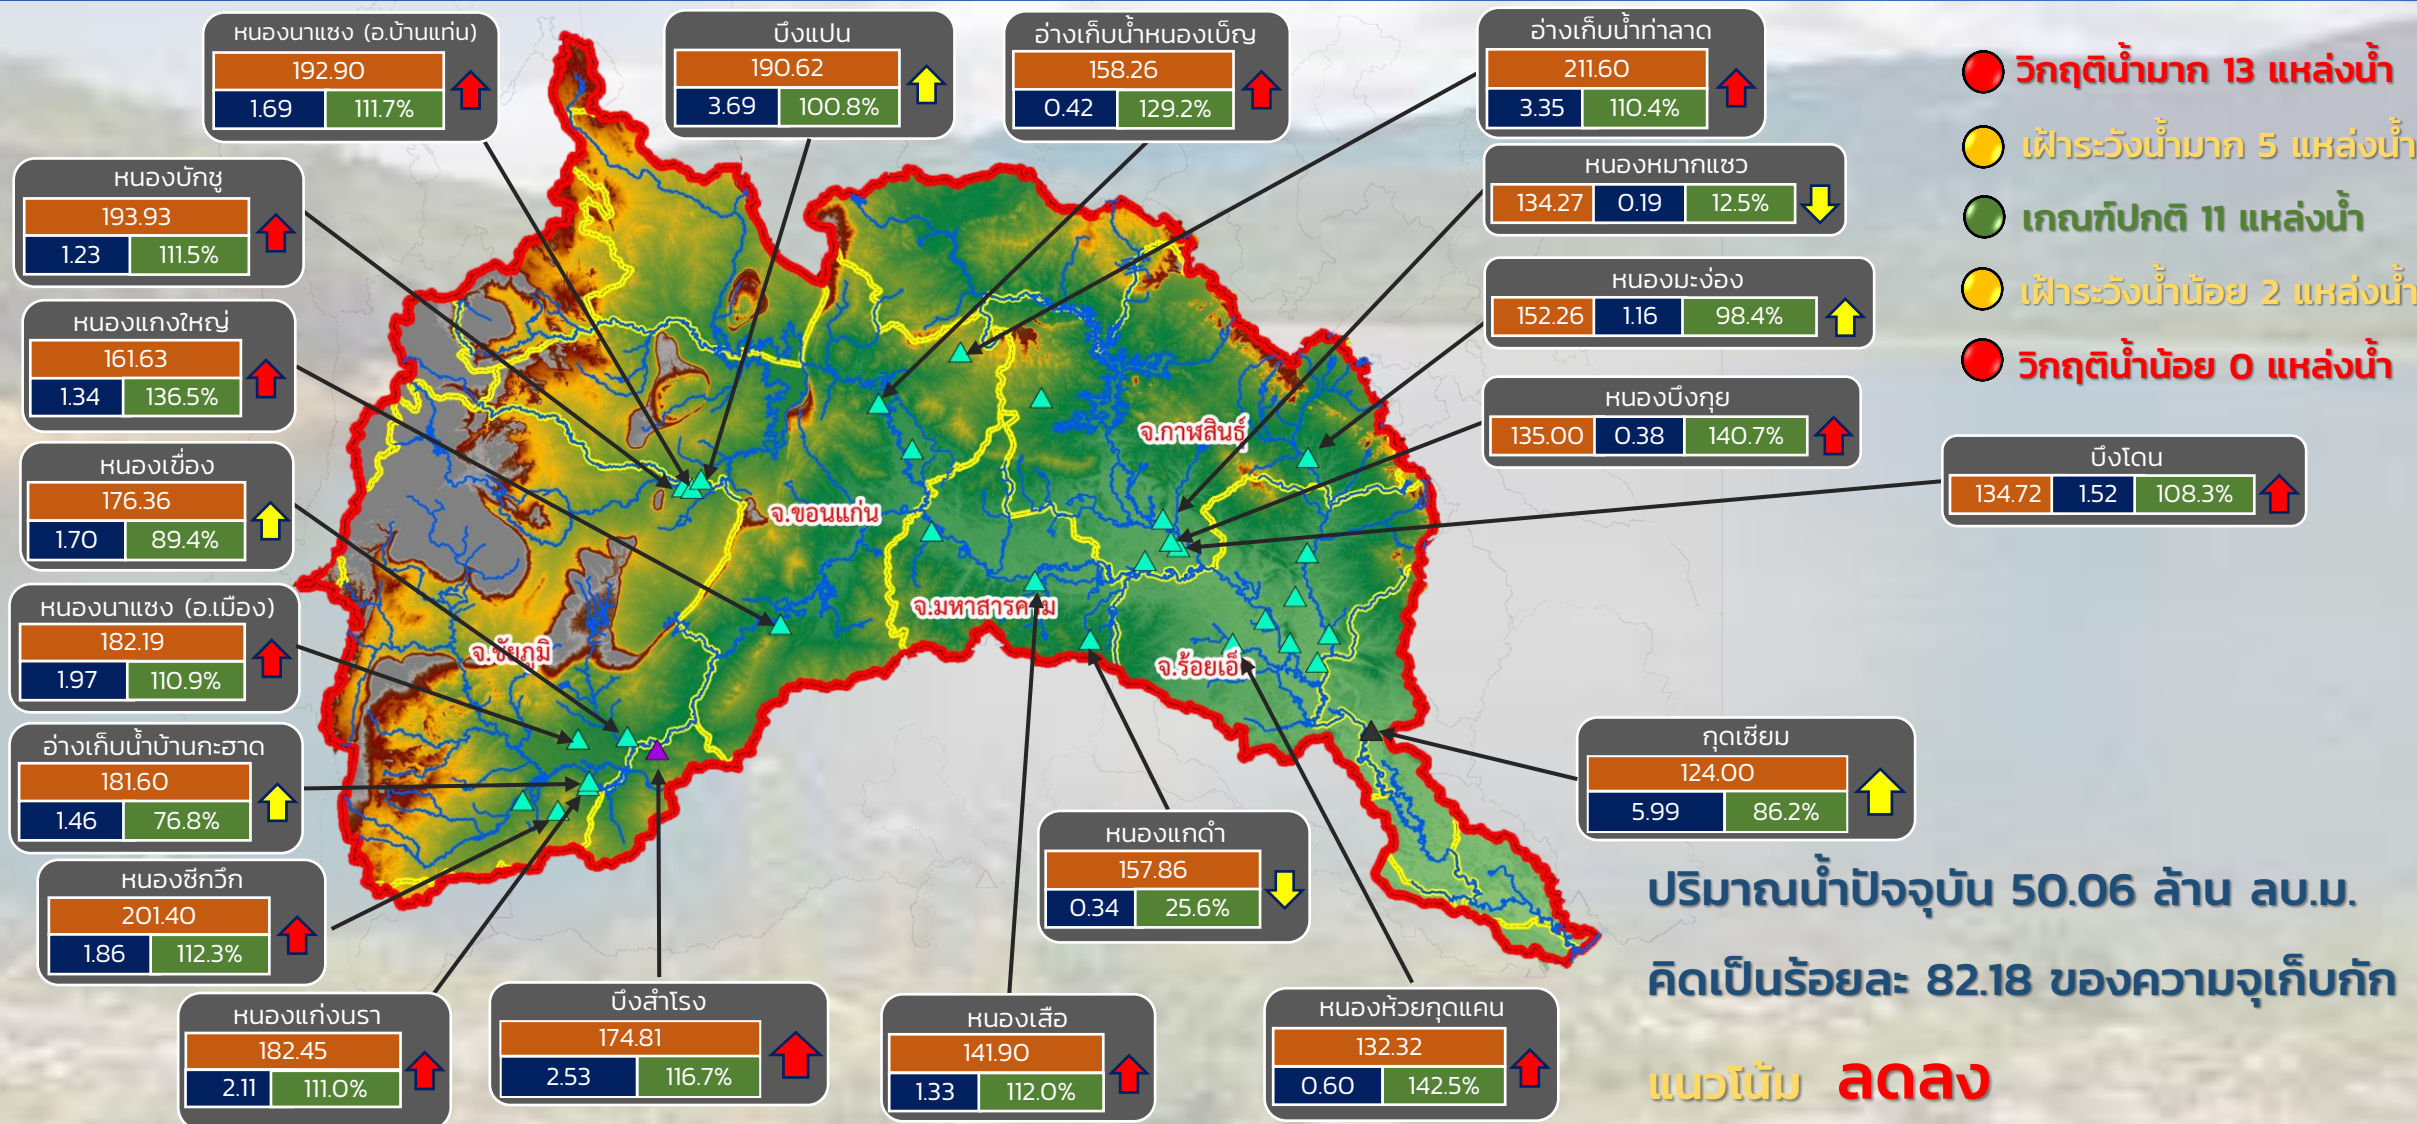 หนองนาแซง (อ.บ้านแท่น)
192.90
1.69 111.7%
บึงแปน
190.62
3.69 100.8%
อ่างเก็บน้ำหนองเบ็ญ
158.26
0.42 129.2%
อ่างเก็บน้ำท่าลาด
211.60
3.35 110.4%
วิกฤติน้ำมาก 13 แหล่งน้ำ
เฝ้าระวังน้ำมาก 5 แหล่งน้ำ
เกณฑ์ปกติ 11 แหล่งน้ำ
เฝ้าระวังน้ำน้อย 2 แหล่งน้ำ
วิกฤติน้ำน้อย 0 แหล่งน้ำ
หนองบักซู
193.93
1.23 111.5%
หนองหมากแซว
134.27 0.19 12.5%
หนองมะง่อง
152.26 1.16 98.4%
หนองแกงใหญ่
161.63
1.34 136.5%
หนองบึงกุย
135.00 0.38 140.7%
บึงโดน
134.72 1.52 108.3%
หนองเขื่อง
176.36
1.70 89.4%
จ.กาฬสินธุ์
จ.ขอนแก่น
จ.มหาสารคาม
จ.ชัยภูมิ
จ.ร้อยเอ็ด
หนองนาแซง (อ.เมือง)
182.19
1.97 110.9%
อ่างเก็บน้ำบ้านกะฮาด
181.60
1.46 76.8%
กุดเซียม
124.00
5.99 86.2%
หนองแกดำ
157.86
0.34 25.6%
หนองซีกวึก
201.40
1.86 112.3%
หนองแก่งนรา
182.45
2.11 111.0%
บึงสำโรง
174.81
2.53 116.7%
หนองเสือ
141.90
1.33 112.0%
หนองห้วยกุดแคน
132.32
0.60 142.5%
ปริมาณน้ำปัจจุบัน 50.06 ล้าน ลบ.ม.
คิดเป็นร้อยละ 82.18 ของความจุเก็บกัก
แนวโน้ม ลดลง